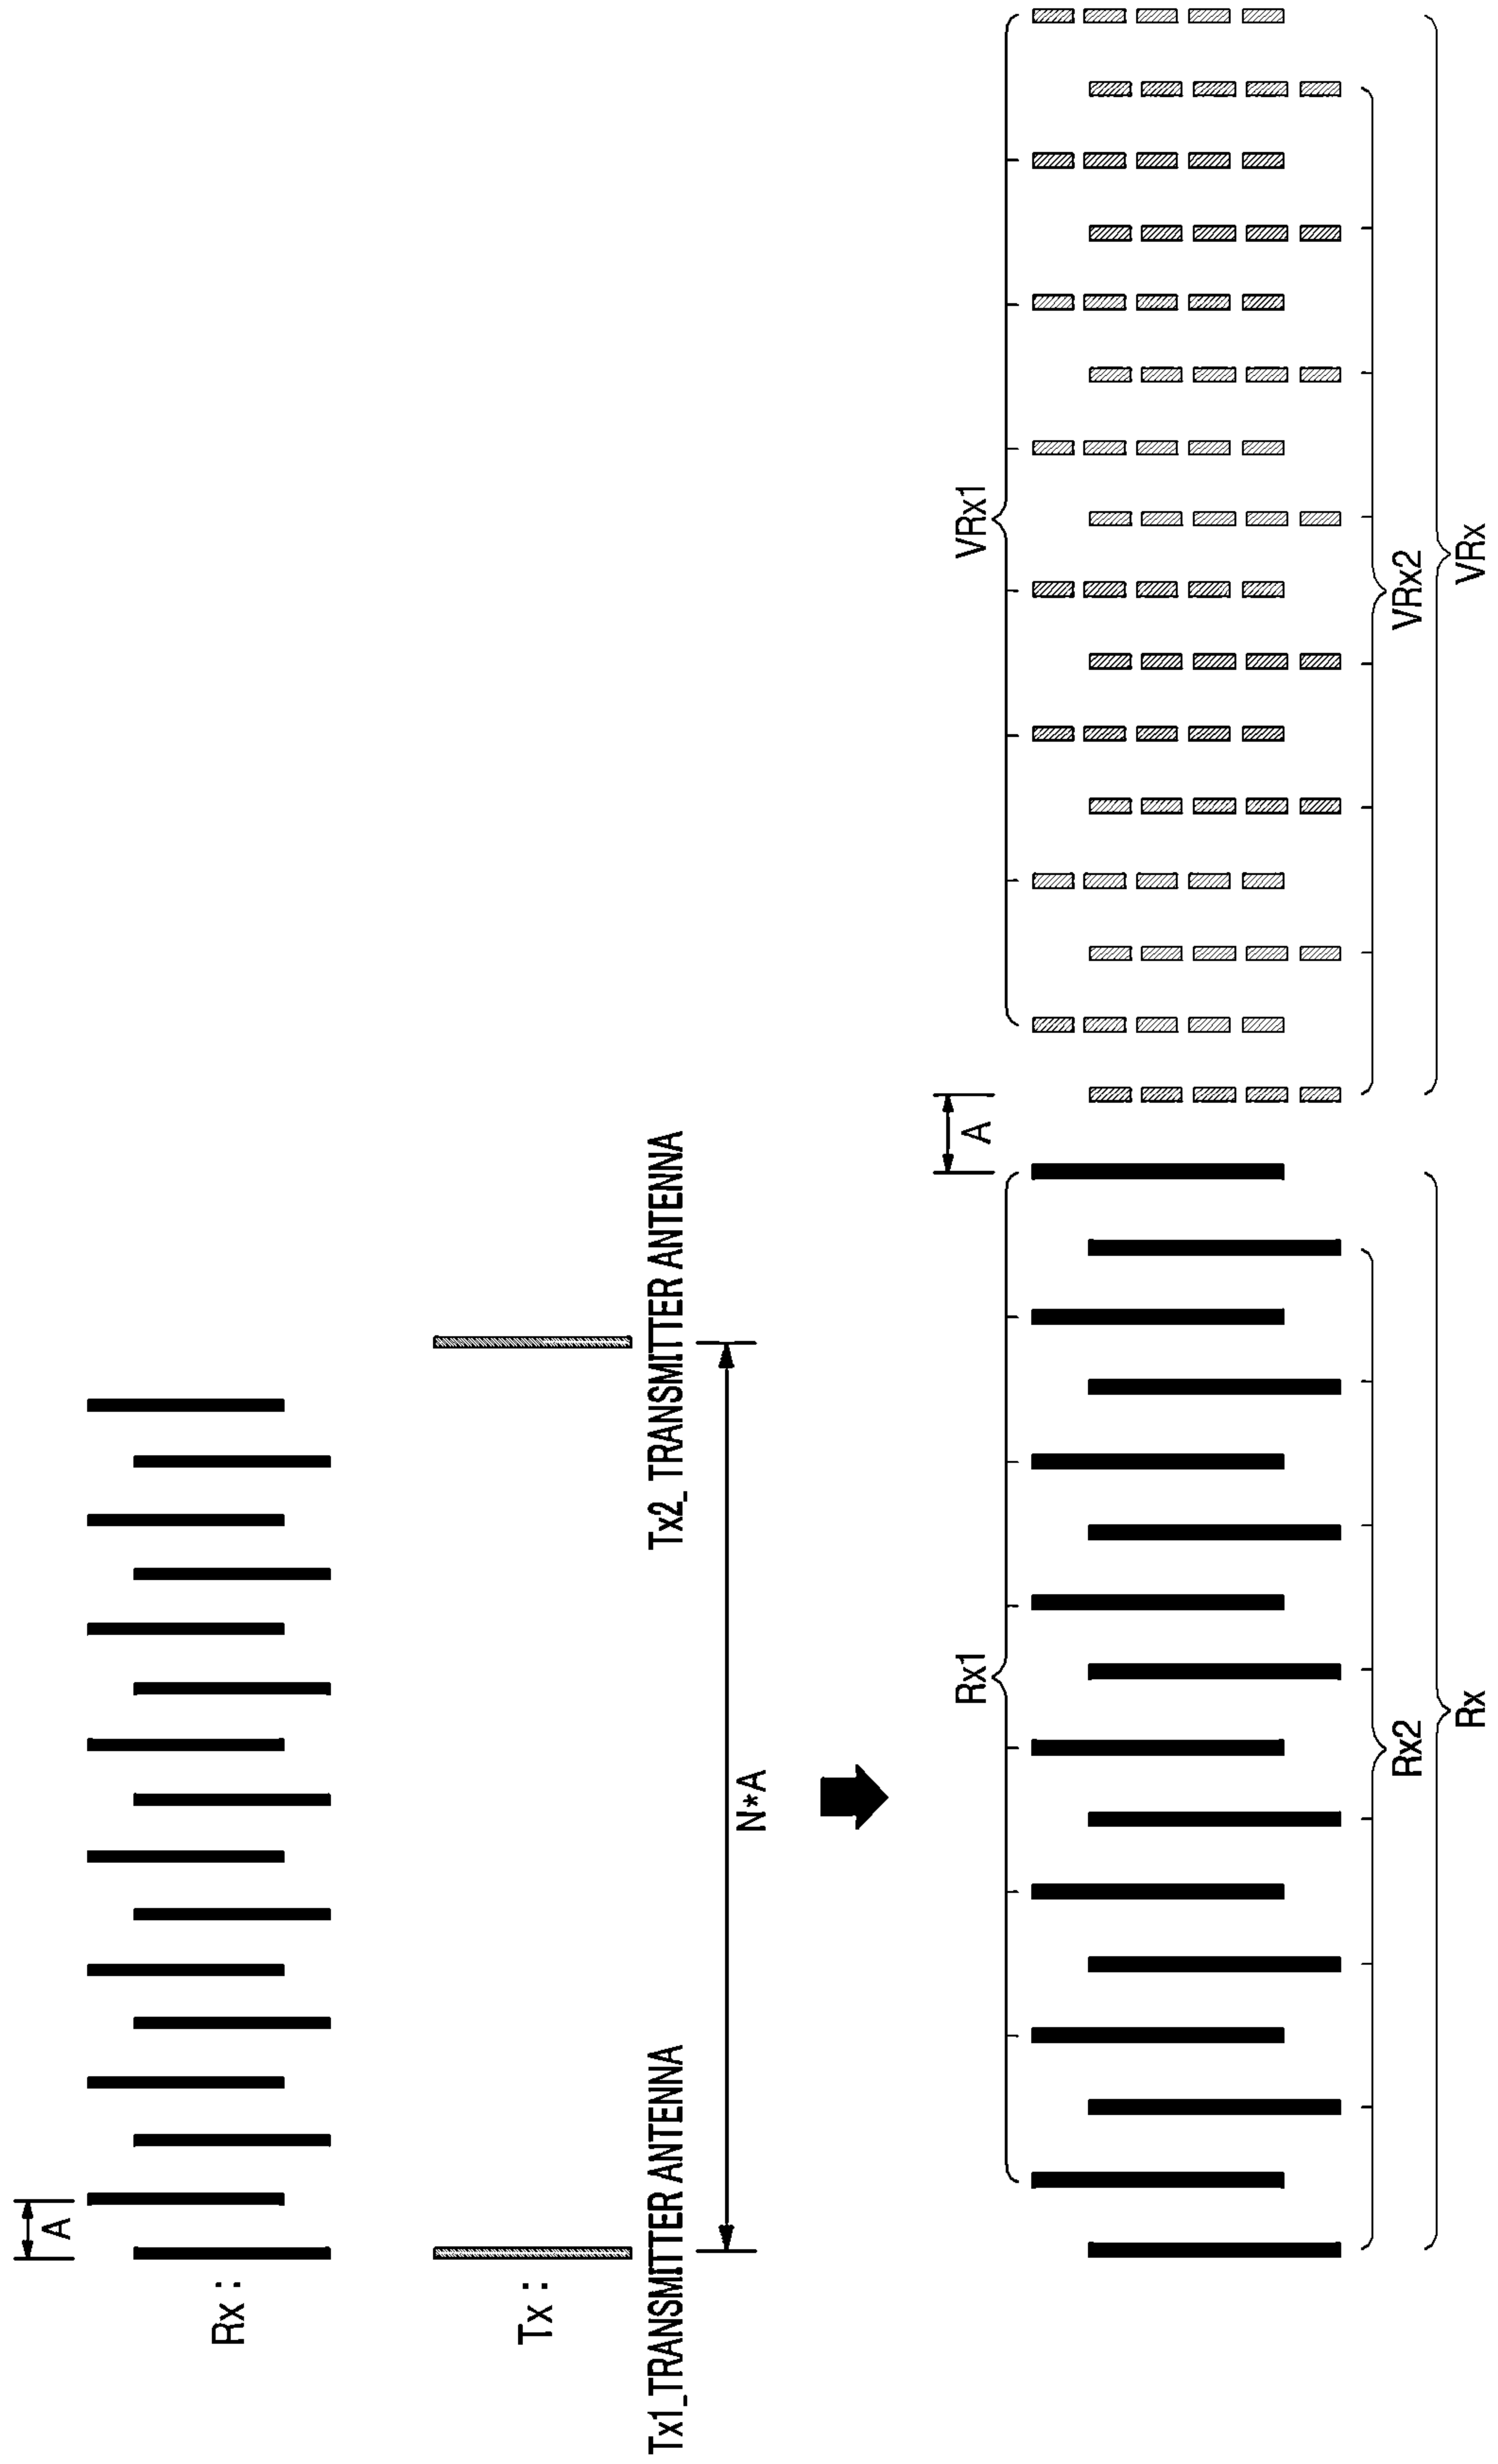 A
Rx :
Tx :
Tx1_TRANSMITTER ANTENNA
Tx2_ TRANSMITTER ANTENNA
N*A
Rx1
A
VRx1
Rx2
VRx2
Rx
VRx